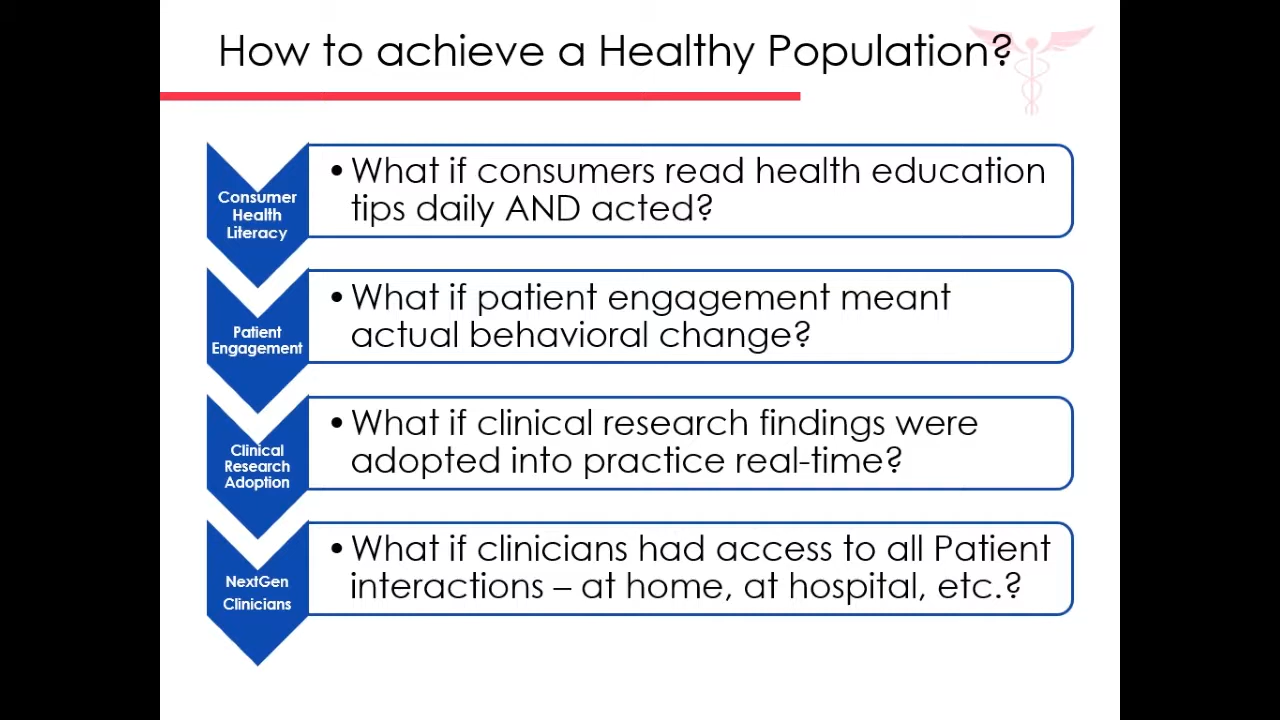 How to achieve a Healthy Population?
Consumer
Health
Literacy
•What if consumers read health education
tips daily AND acted?
Patient
Engagement
•What if patient engagement meant
actual behavioral change?
Clinical
Research
Adoption
•What if clinical research findings were
adopted into practice real-time?
NextGen
Clinicians
•What if clinicians had access to all Patient
interactions – at home, at hospital, etc.?